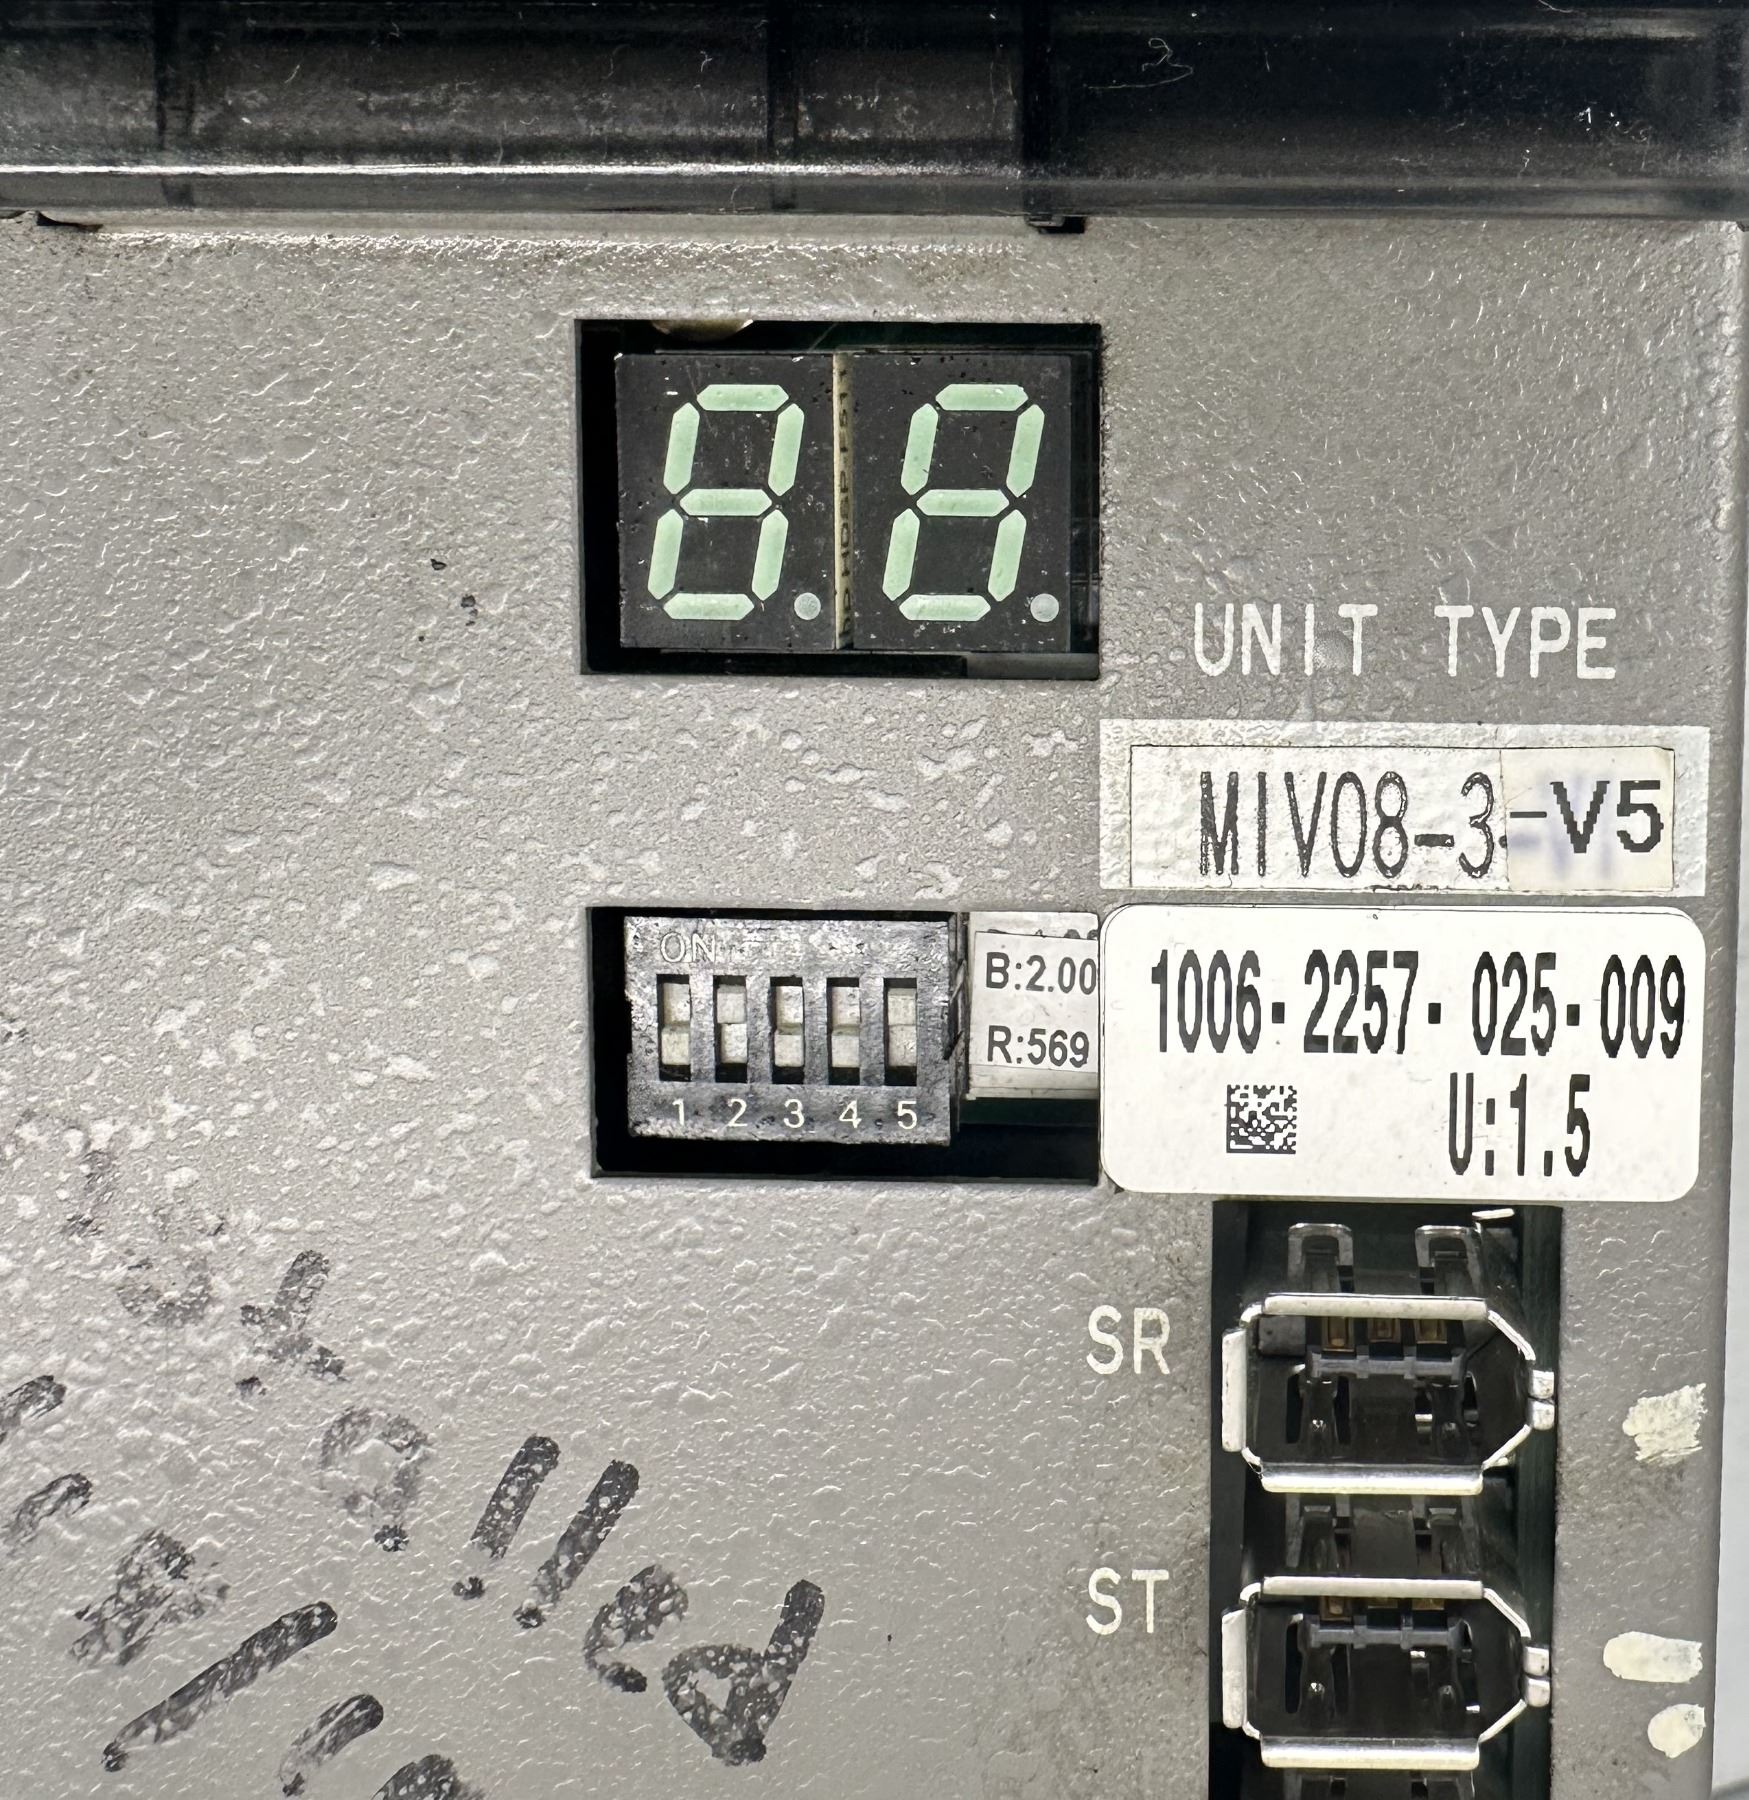 UNIT TYPE
MIV08-3-V5
ON
1 2 3 4 5
B:2.00
R:569
1006-2257-025-009
U:1.5
SR
ST